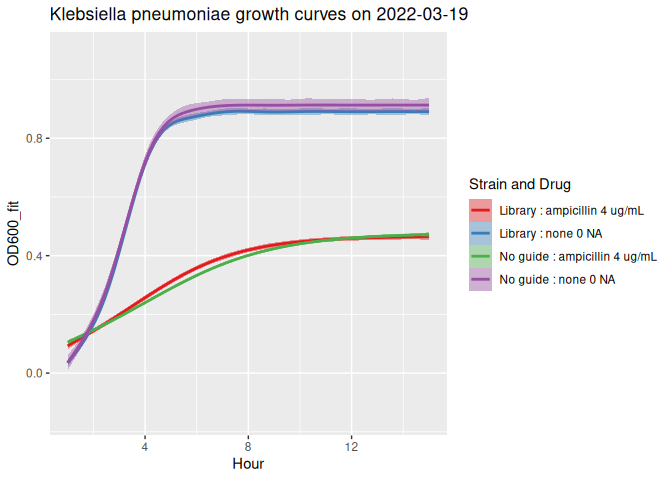 Klebsiella pneumoniae growth curves on 2022-03-19
OD600_fit
0.8
0.4
0.0
4
8
12
Hour
Strain and Drug
Library : ampicillin 4 ug/mL
Library : none 0 NA
No guide : ampicillin 4 ug/mL
No guide : none 0 NA